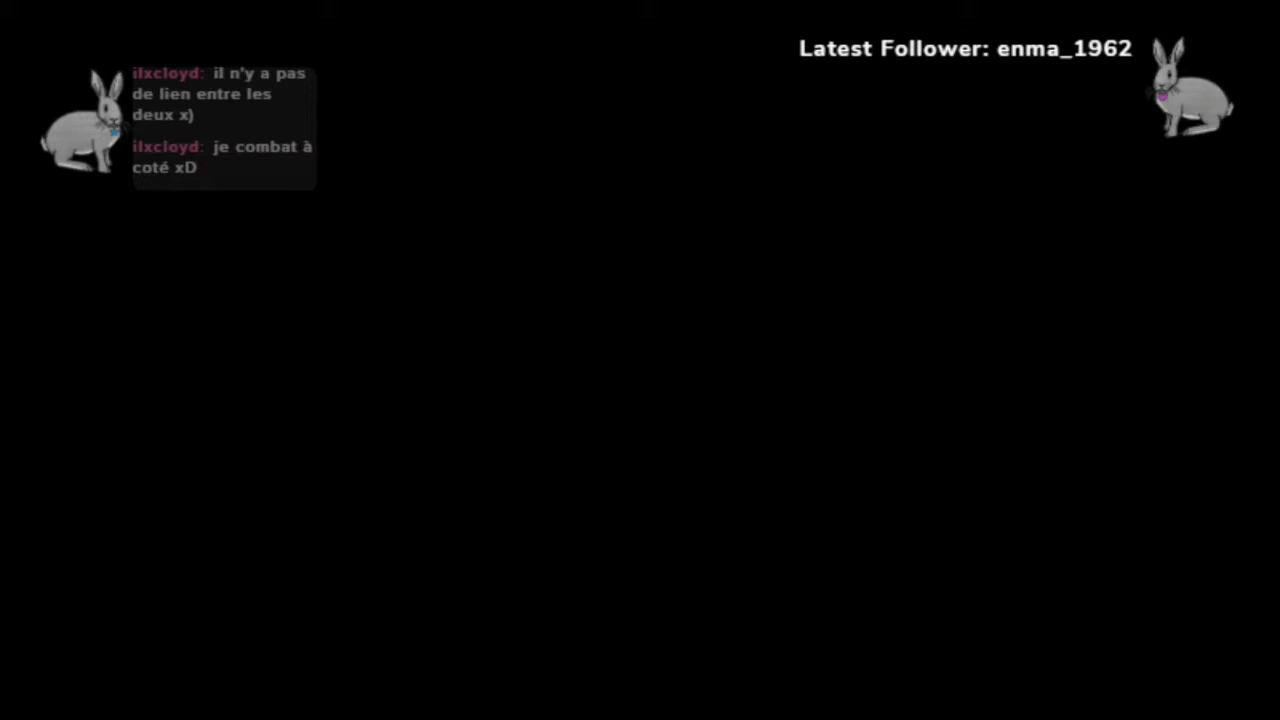 Latest Follower: enma_1962
ilxcloyd: il n'y a pas
de lien entre les
deux x)
ilxcloyd: je combat à
coté xD